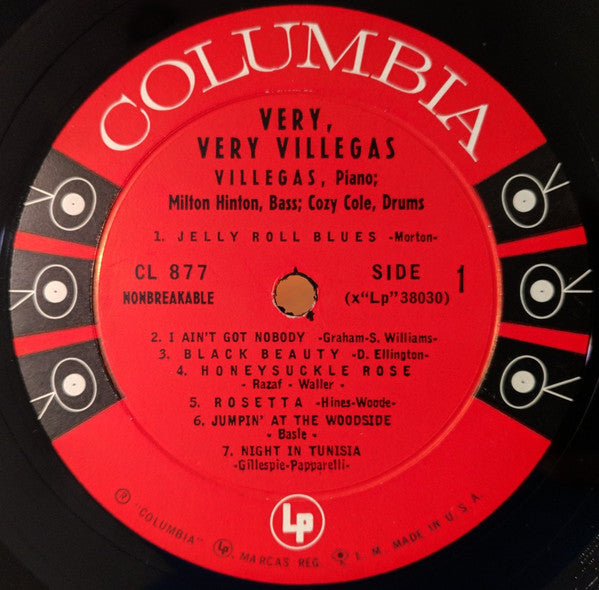 COLUMBIA
VERY,
VERY VILLEGAS
VILLEGAS, Piano;
Milton Hinton, Bass; Cozy Cole, Drums
1. JELLY ROLL BLUES -Morton-
CL 877
NONBREAKABLE
SIDE 1
(x“Lp”38030)
2. I AIN'T GOT NOBODY -Graham-S. Williams-
3. BLACK BEAUTY -D. Ellington-
4. HONEYSUCKLE ROSE
- Razaf - Waller -
5. ROSETTA -Hines-Woode-
6. JUMPIN' AT THE WOODSIDE
- Basie -
7. NIGHT IN TUNISIA
-Gillespie-Papparelli-
Lp
"COLUMBIA" Lp MARCAS REG. T. M. MADE IN U.S.A.